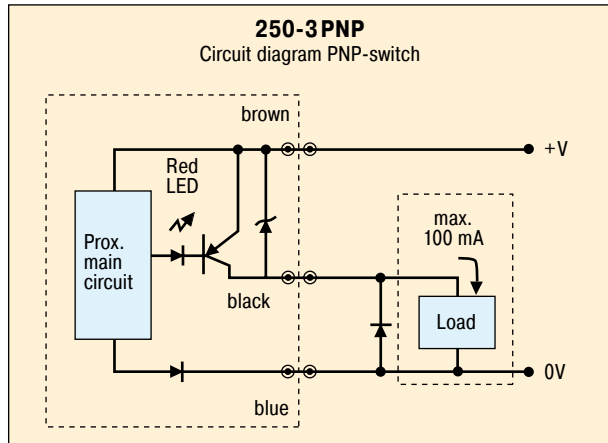 250-3 PNP
Circuit diagram PNP-switch
brown
+V
Red
LED
max.
100 mA
Prox.
main
circuit
black
Load
0V
blue